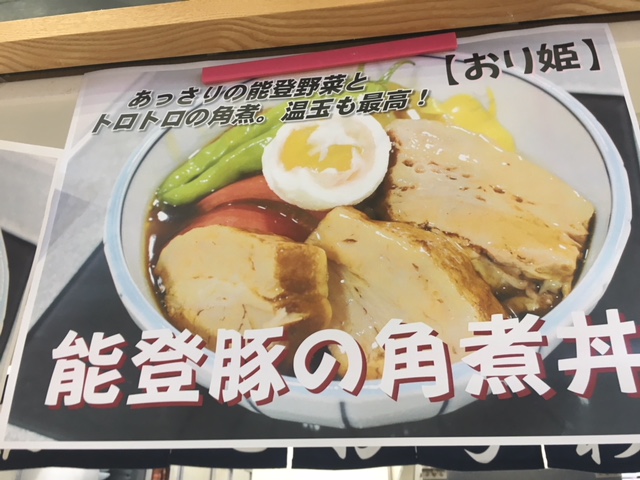 【おり姫】
あっさりの能登野菜と
トロトロの角煮。温玉も最高！
能登豚の角煮丼